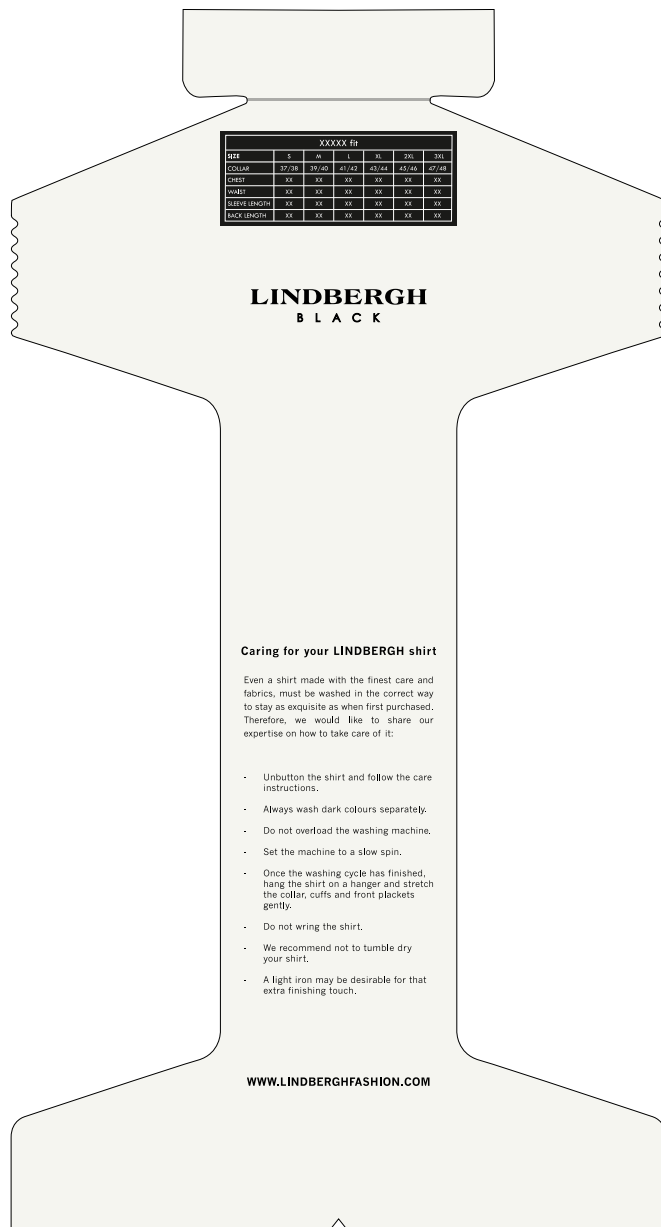 XXXXX fit
SIZE S M L XL 2XL 3XL
COLLAR 37/38 39/40 41/42 43/44 45/46 47/48
CHEST XX XX XX XX XX XX
WAIST XX XX XX XX XX XX
SLEEVE LENGTH XX XX XX XX XX XX
BACK LENGTH XX XX XX XX XX XX
LINDBERGH
BLACK
Caring for your LINDBERGH shirt
Even a shirt made with the finest care and
fabrics, must be washed in the correct way
to stay as exquisite as when first purchased.
Therefore, we would like to share our
expertise on how to take care of it:
- Unbutton the shirt and follow the care
instructions.
- Always wash dark colours separately.
- Do not overload the washing machine.
- Set the machine to a slow spin.
- Once the washing cycle has finished,
hang the shirt on a hanger and stretch
the collar, cuffs and front plackets
gently.
- Do not wring the shirt.
- We recommend not to tumble dry
your shirt.
- A light iron may be desirable for that
extra finishing touch.
WWW.LINDBERGHFASHION.COM